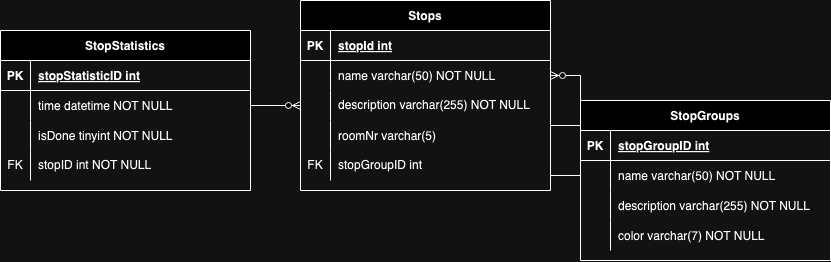 StopStatistics
PK stopStatisticID int
time datetime NOT NULL
isDone tinyint NOT NULL
FK stopID int NOT NULL
Stops
PK stopId int
name varchar(50) NOT NULL
description varchar(255) NOT NULL
roomNr varchar(5)
FK stopGroupID int
StopGroups
PK stopGroupID int
name varchar(50) NOT NULL
description varchar(255) NOT NULL
color varchar(7) NOT NULL